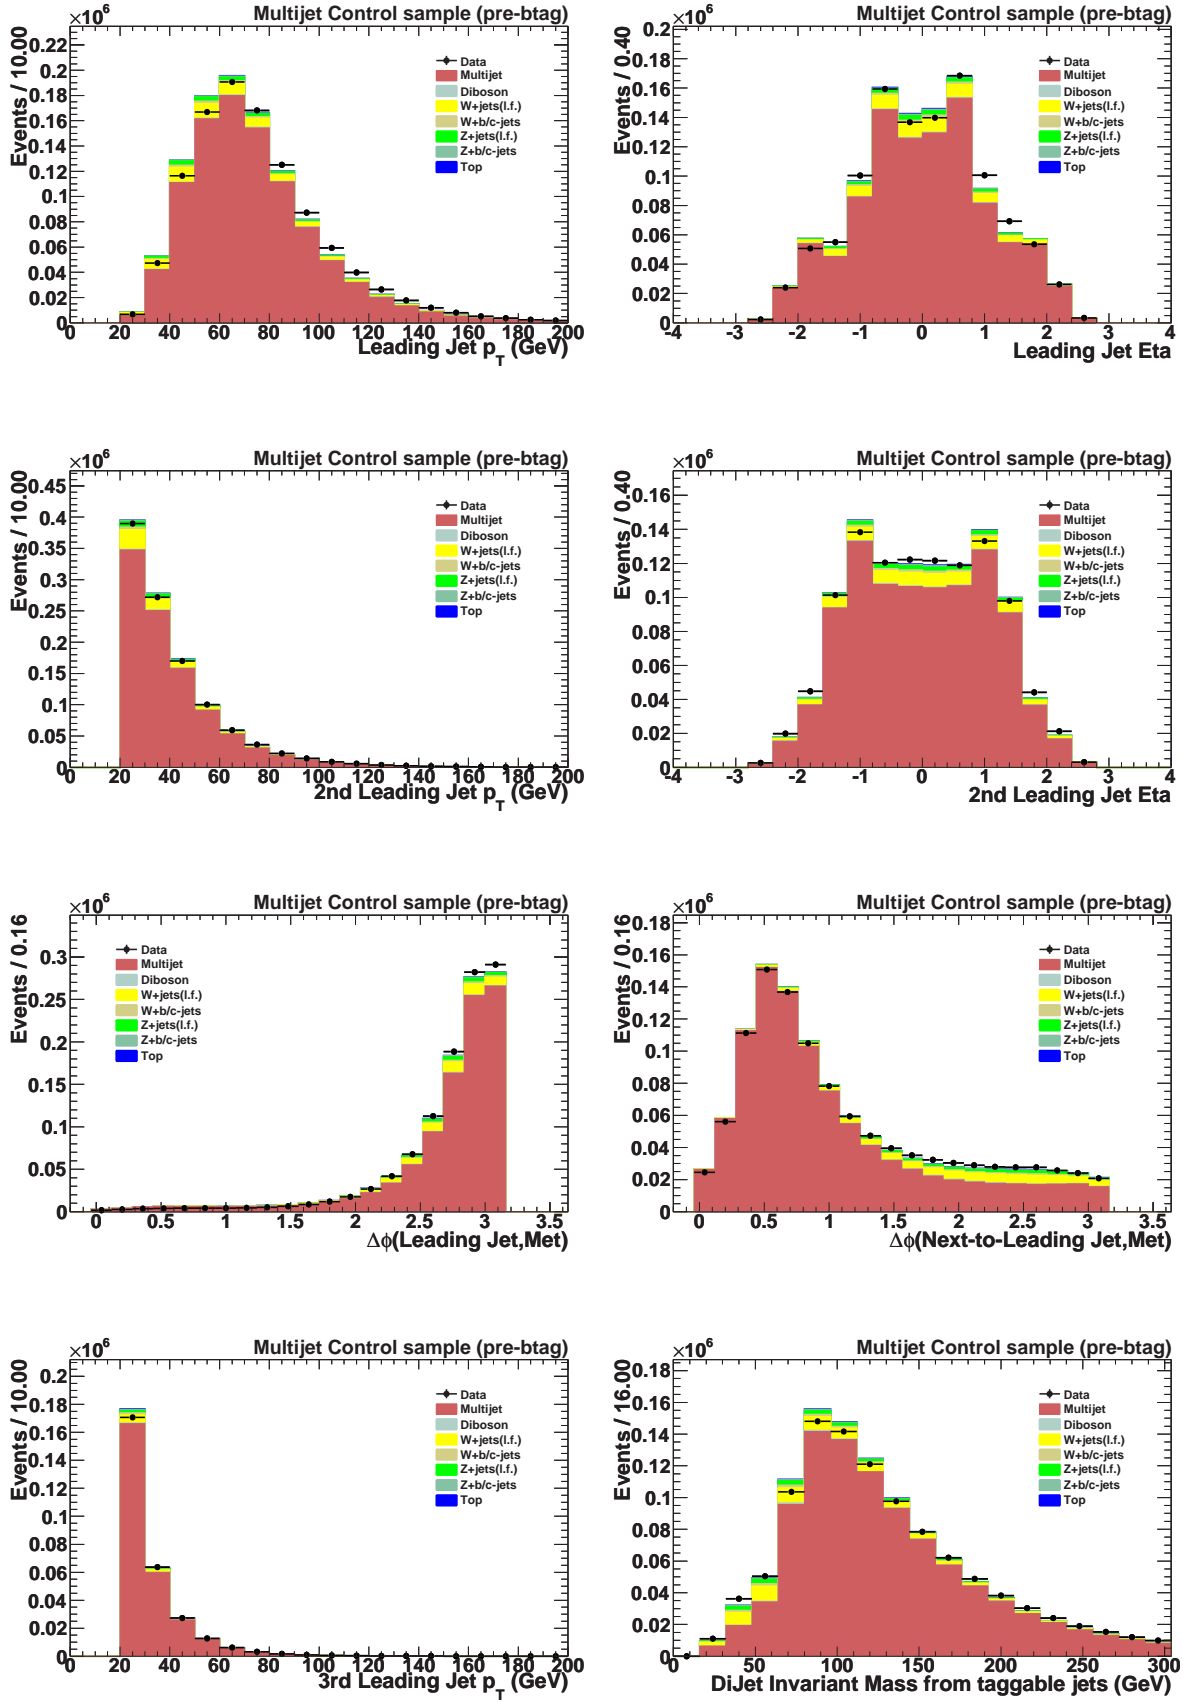 Multijet Control sample (pre-btag)
×10⁶
Events / 10.00
0.22
0.2
0.18
0.16
0.14
0.12
0.1
0.08
0.06
0.04
0.02
0
Data
Multijet
Diboson
W+jets(l.f.)
W+b/c-jets
Z+jets(l.f.)
Z+b/c-jets
Top
0 20 40 60 80 100 120 140 160 180 200
Leading Jet p_T (GeV)
Multijet Control sample (pre-btag)
×10⁶
Events / 0.40
0.2
0.18
0.16
0.14
0.12
0.1
0.08
0.06
0.04
0.02
0
Data
Multijet
Diboson
W+jets(l.f.)
W+b/c-jets
Z+jets(l.f.)
Z+b/c-jets
Top
-4 -3 -2 -1 0 1 2 3 4
Leading Jet Eta
Multijet Control sample (pre-btag)
×10⁶
Events / 10.00
0.45
0.4
0.35
0.3
0.25
0.2
0.15
0.1
0.05
0
Data
Multijet
Diboson
W+jets(l.f.)
W+b/c-jets
Z+jets(l.f.)
Z+b/c-jets
Top
0 20 40 60 80 100 120 140 160 180 200
2nd Leading Jet p_T (GeV)
Multijet Control sample (pre-btag)
×10⁶
Events / 0.40
0.16
0.14
0.12
0.1
0.08
0.06
0.04
0.02
0
Data
Multijet
Diboson
W+jets(l.f.)
W+b/c-jets
Z+jets(l.f.)
Z+b/c-jets
Top
-4 -3 -2 -1 0 1 2 3 4
2nd Leading Jet Eta
Multijet Control sample (pre-btag)
×10⁶
Events / 0.16
0.3
0.25
0.2
0.15
0.1
0.05
0
Data
Multijet
Diboson
W+jets(l.f.)
W+b/c-jets
Z+jets(l.f.)
Z+b/c-jets
Top
0 0.5 1 1.5 2 2.5 3 3.5
Δϕ(Leading Jet,Met)
Multijet Control sample (pre-btag)
×10⁶
Events / 0.16
0.18
0.16
0.14
0.12
0.1
0.08
0.06
0.04
0.02
0
Data
Multijet
Diboson
W+jets(l.f.)
W+b/c-jets
Z+jets(l.f.)
Z+b/c-jets
Top
0 0.5 1 1.5 2 2.5 3 3.5
Δϕ(Next-to-Leading Jet,Met)
Multijet Control sample (pre-btag)
×10⁶
Events / 10.00
0.2
0.18
0.16
0.14
0.12
0.1
0.08
0.06
0.04
0.02
0
Data
Multijet
Diboson
W+jets(l.f.)
W+b/c-jets
Z+jets(l.f.)
Z+b/c-jets
Top
0 20 40 60 80 100 120 140 160 180 200
3rd Leading Jet p_T (GeV)
Multijet Control sample (pre-btag)
×10⁶
Events / 16.00
0.18
0.16
0.14
0.12
0.1
0.08
0.06
0.04
0.02
0
Data
Multijet
Diboson
W+jets(l.f.)
W+b/c-jets
Z+jets(l.f.)
Z+b/c-jets
Top
0 50 100 150 200 250 300
DiJet Invariant Mass from taggable jets (GeV)